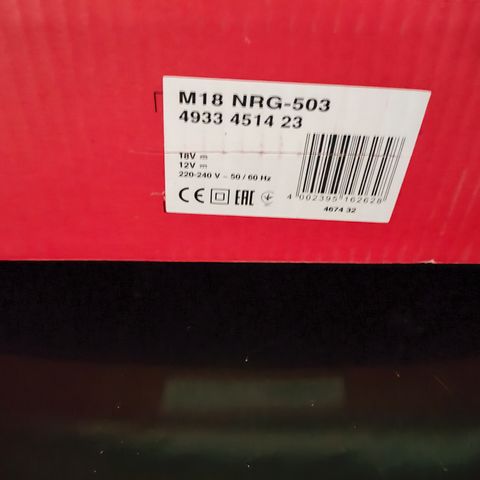 M18 NRG-503
4933 4514 23
18V ⎓
12V ⎓
220-240 V ~ 50 / 60 Hz
CE EAC
4 002395 162628
4674 32